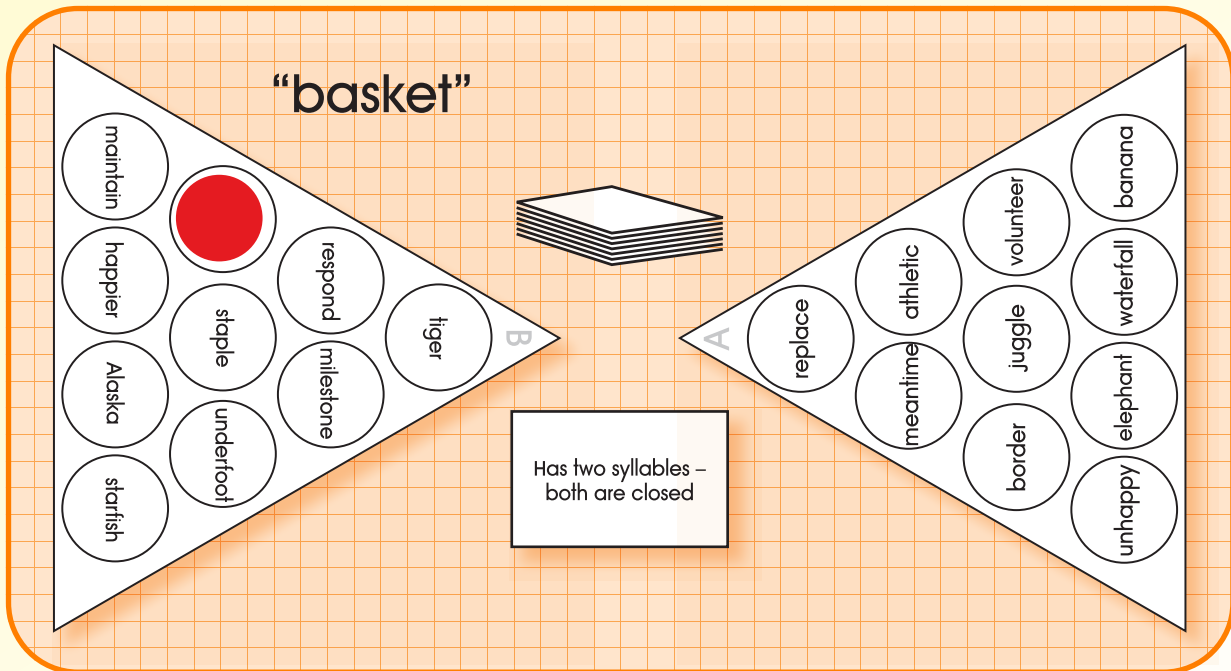 “basket”
maintain
happier
Alaska
starfish
staple
underfoot
respond
milestone
tiger
B
A
replace
athletic
meantime
volunteer
juggle
border
banana
waterfall
elephant
unhappy
Has two syllables –
both are closed